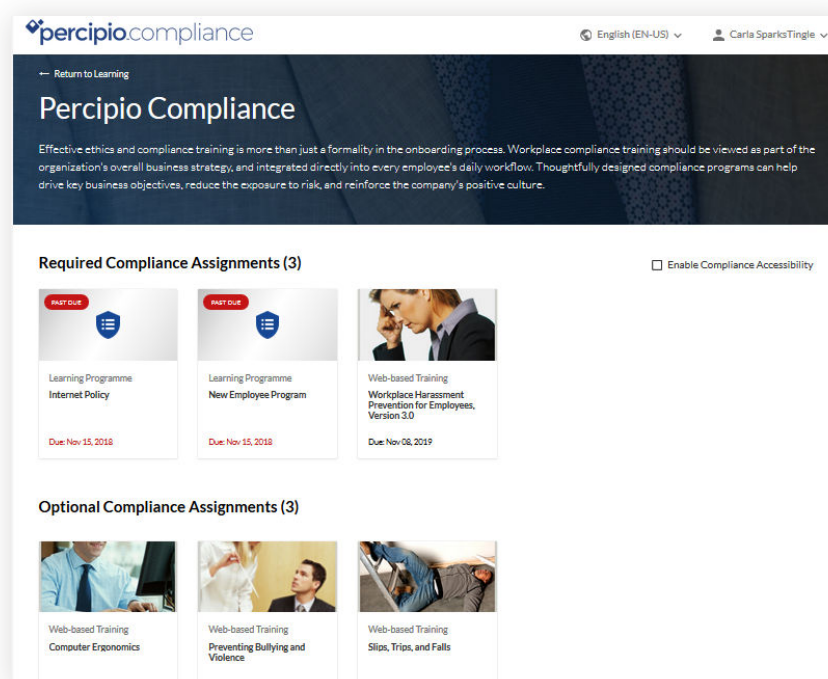 percipio.compliance
English (EN-US)
Carla SparksTingle
← Return to Learning
Percipio Compliance
Effective ethics and compliance training is more than just a formality in the onboarding process. Workplace compliance training should be viewed as part of the
organization's overall business strategy, and integrated directly into every employee's daily workflow. Thoughtfully designed compliance programs can help
drive key business objectives, reduce the exposure to risk, and reinforce the company's positive culture.
Required Compliance Assignments (3)
Enable Compliance Accessibility
PAST DUE
Learning Programme
Internet Policy
Due: Nov 15, 2018
PAST DUE
Learning Programme
New Employee Program
Due: Nov 15, 2018
Web-based Training
Workplace Harassment
Prevention for Employees,
Version 3.0
Due: Nov 08, 2019
Optional Compliance Assignments (3)
Web-based Training
Computer Ergonomics
Web-based Training
Preventing Bullying and
Violence
Web-based Training
Slips, Trips, and Falls